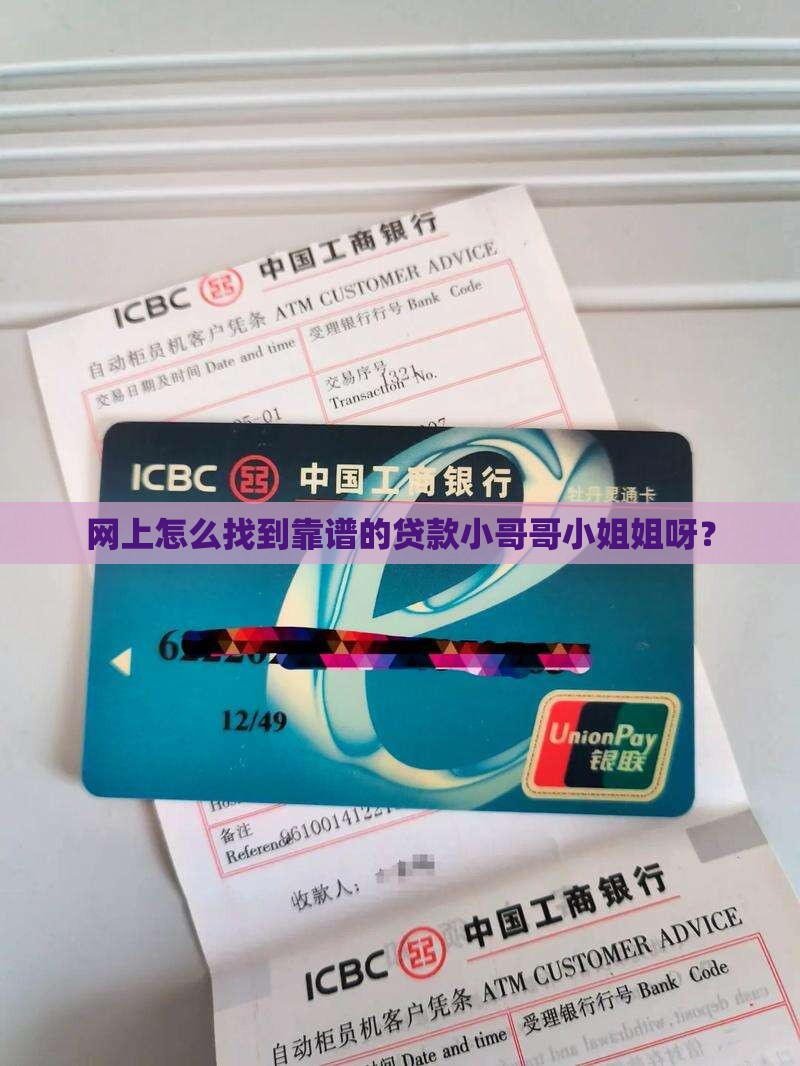 ICBC 中国工商银行
自动柜员机客户凭条 ATM CUSTOMER ADVICE
交易日期及时间 Date and time
受理银行行号 Bank Code
交易序号
1321
Transaction No.
05-01
ICBC 中国工商银行
牡丹灵通卡
网上怎么找到靠谱的贷款小哥哥小姐姐呀？
12/49
UnionPay
银联
备注
Reference
收款人：
ICBC 中国工商银行
自动柜员机客户凭条 ATM CUSTOMER ADVICE
Date and time
受理银行行号 Bank Code